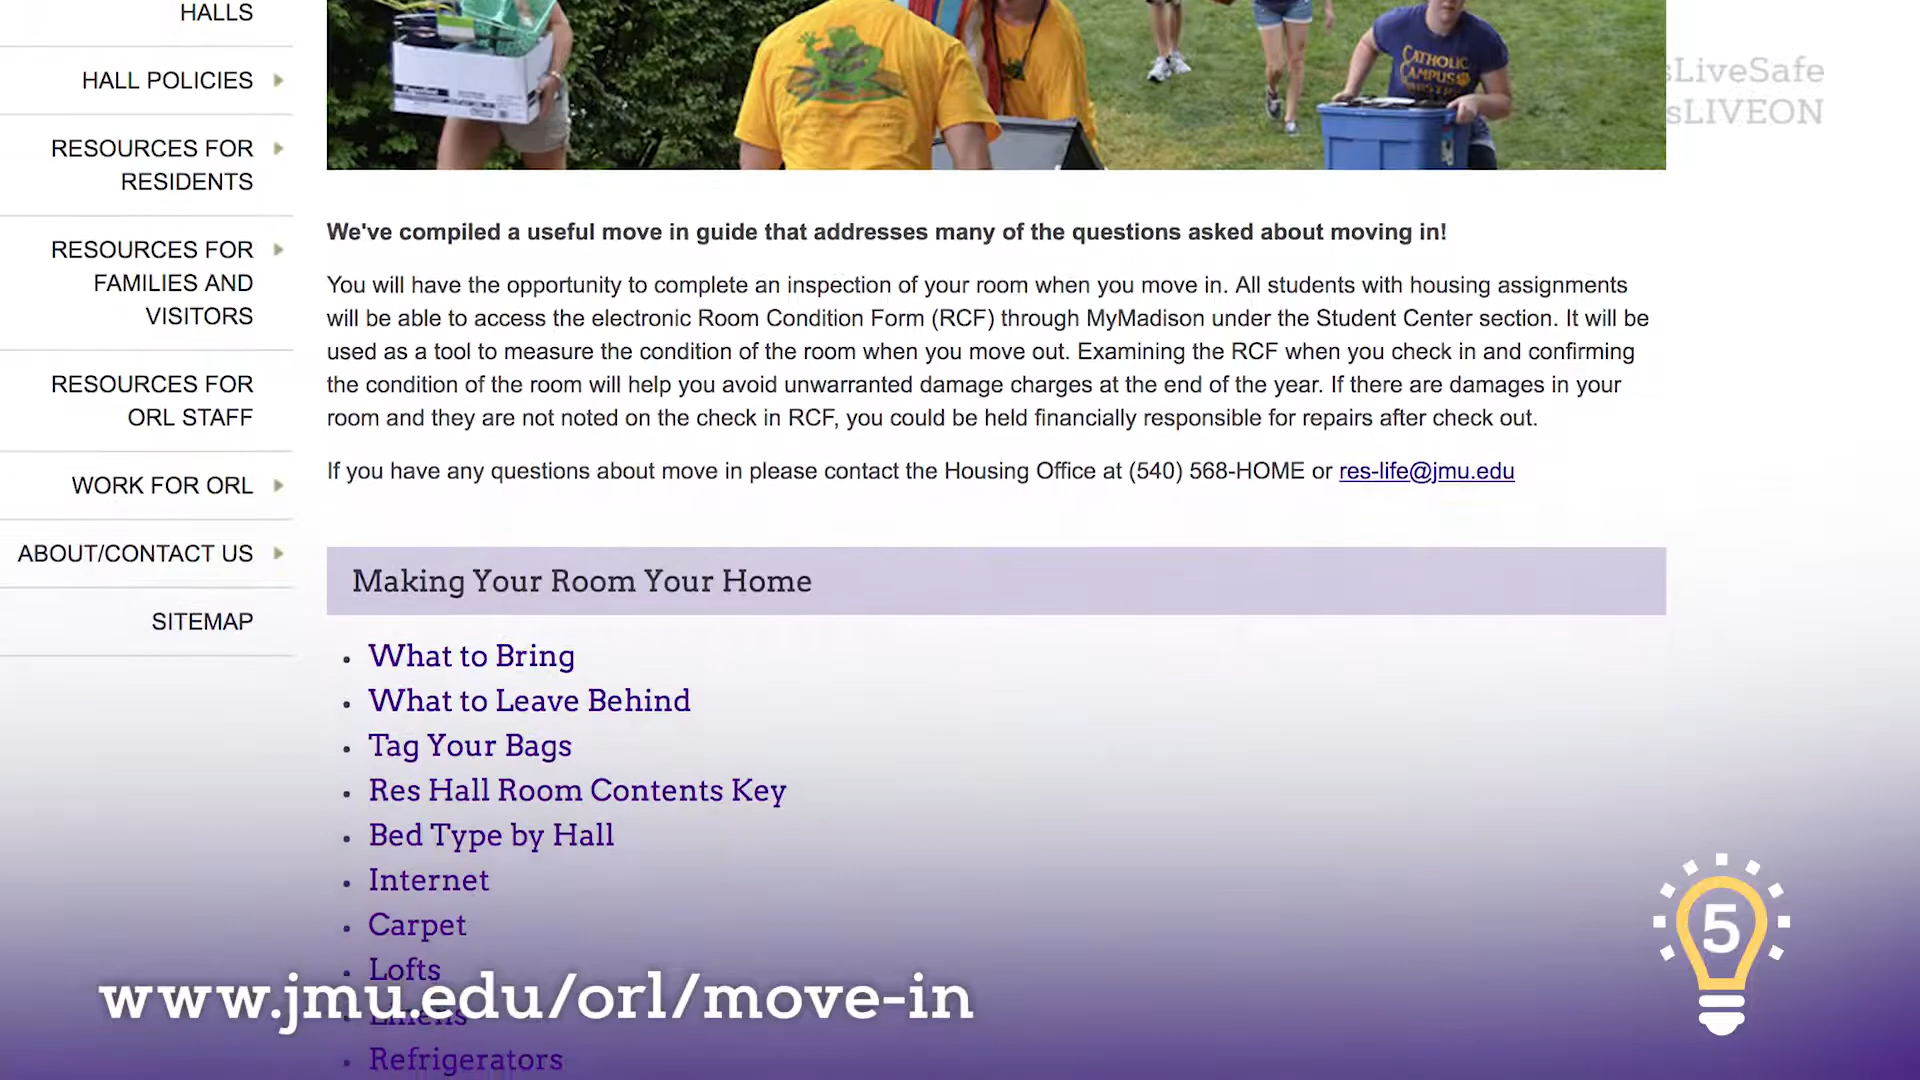 HALLS
HALL POLICIES
RESOURCES FOR
RESIDENTS
RESOURCES FOR
FAMILIES AND
VISITORS
RESOURCES FOR
ORL STAFF
WORK FOR ORL
ABOUT/CONTACT US
SITEMAP
CATHOLIC
CAMPUS
sLiveSafe
sLIVEON
We've compiled a useful move in guide that addresses many of the questions asked about moving in!
You will have the opportunity to complete an inspection of your room when you move in. All students with housing assignments
will be able to access the electronic Room Condition Form (RCF) through MyMadison under the Student Center section. It will be
used as a tool to measure the condition of the room when you move out. Examining the RCF when you check in and confirming
the condition of the room will help you avoid unwarranted damage charges at the end of the year. If there are damages in your
room and they are not noted on the check in RCF, you could be held financially responsible for repairs after check out.
If you have any questions about move in please contact the Housing Office at (540) 568-HOME or res-life@jmu.edu
Making Your Room Your Home
What to Bring
What to Leave Behind
Tag Your Bags
Res Hall Room Contents Key
Bed Type by Hall
Internet
Carpet
Lofts
Linens
Refrigerators
www.jmu.edu/orl/move-in
5